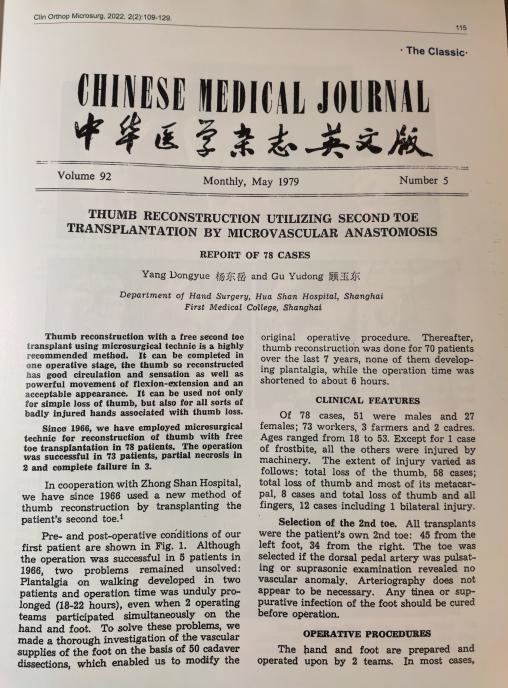 Clin Orthop Microsurg, 2022, 2(2):109-129.
115
· The Classic·
CHINESE MEDICAL JOURNAL
中华医学杂志英文版
Volume 92
Monthly, May 1979
Number 5
THUMB RECONSTRUCTION UTILIZING SECOND TOE
TRANSPLANTATION BY MICROVASCULAR ANASTOMOSIS
REPORT OF 78 CASES
Yang Dongyue 杨东岳 and Gu Yudong 顾玉东
Department of Hand Surgery, Hua Shan Hospital, Shanghai
First Medical College, Shanghai
Thumb reconstruction with a free second toe
transplant using microsurgical technic is a highly
recommended method. It can be completed in
one operative stage, the thumb so reconstructed
has good circulation and sensation as well as
powerful movement of flexion-extension and an
acceptable appearance. It can be used not only
for simple loss of thumb, but also for all sorts of
badly injured hands associated with thumb loss.
Since 1966, we have employed microsurgical
technic for reconstruction of thumb with free
toe transplantation in 78 patients. The operation
was successful in 73 patients, partial necrosis in
2 and complete failure in 3.
In cooperation with Zhong Shan Hospital,
we have since 1966 used a new method of
thumb reconstruction by transplanting the
patient's second toe.1
Pre- and post-operative conditions of our
first patient are shown in Fig. 1. Although
the operation was successful in 5 patients in
1966, two problems remained unsolved:
Plantalgia on walking developed in two
patients and operation time was unduly pro-
longed (18-22 hours), even when 2 operating
teams participated simultaneously on the
hand and foot. To solve these problems, we
made a thorough investigation of the vascular
supplies of the foot on the basis of 50 cadaver
dissections, which enabled us to modify the
original operative procedure. Thereafter,
thumb reconstruction was done for 70 patients
over the last 7 years, none of them develop-
ing plantalgia, while the operation time was
shortened to about 6 hours.
CLINICAL FEATURES
Of 78 cases, 51 were males and 27
females; 73 workers, 3 farmers and 2 cadres.
Ages ranged from 18 to 53. Except for 1 case
of frostbite, all the others were injured by
machinery. The extent of injury varied as
follows: total loss of the thumb, 58 cases;
total loss of thumb and most of its metacar-
pal, 8 cases and total loss of thumb and all
fingers, 12 cases including 1 bilateral injury.
Selection of the 2nd toe. All transplants
were the patient's own 2nd toe: 45 from the
left foot, 34 from the right. The toe was
selected if the dorsal pedal artery was pulsat-
ing or suprasonic examination revealed no
vascular anomaly. Arteriography does not
appear to be necessary. Any tinea or sup-
purative infection of the foot should be cured
before operation.
OPERATIVE PROCEDURES
The hand and foot are prepared and
operated upon by 2 teams. In most cases,